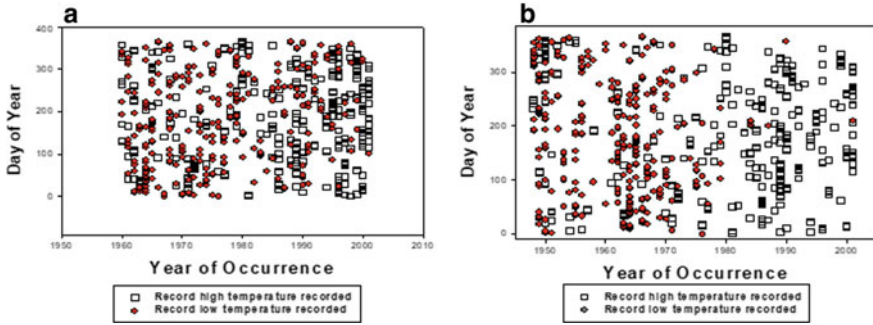 a
Day of Year
400
300
200
100
0
1950
1960
1970
1980
1990
2000
2010
Year of Occurrence
Record high temperature recorded
Record low temperature recorded
b
Day of Year
300
200
100
0
1950
1960
1970
1980
1990
2000
Year of Occurrence
Record high temperature recorded
Record low temperature recorded